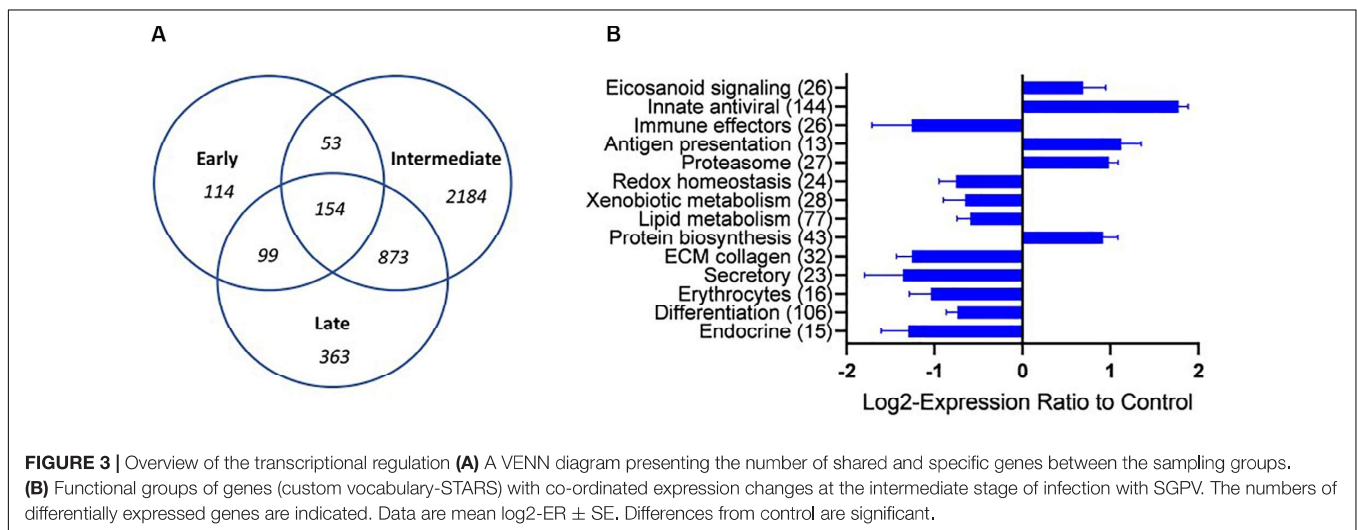 A
Early
114
53
Intermediate
2184
154
99
873
Late
363
B
Eicosanoid signaling (26)
Innate antiviral (144)
Immune effectors (26)
Antigen presentation (13)
Proteasome (27)
Redox homeostasis (24)
Xenobiotic metabolism (28)
Lipid metabolism (77)
Protein biosynthesis (43)
ECM collagen (32)
Secretory (23)
Erythrocytes (16)
Differentiation (106)
Endocrine (15)
-2 -1 0 1 2
Log2-Expression Ratio to Control
FIGURE 3 | Overview of the transcriptional regulation (A) A VENN diagram presenting the number of shared and specific genes between the sampling groups.
(B) Functional groups of genes (custom vocabulary-STARS) with co-ordinated expression changes at the intermediate stage of infection with SGPV. The numbers of
differentially expressed genes are indicated. Data are mean log2-ER ± SE. Differences from control are significant.